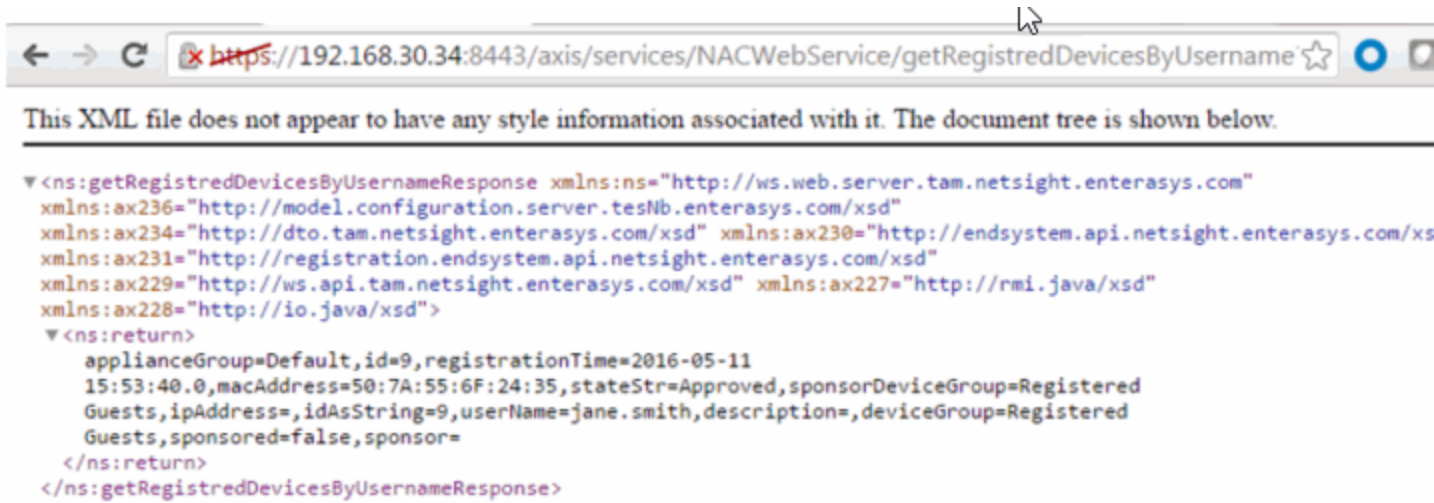 https://192.168.30.34:8443/axis/services/NACWebService/getRegistredDevicesByUsername
This XML file does not appear to have any style information associated with it. The document tree is shown below.
▼<ns:getRegistredDevicesByUsernameResponse xmlns:ns="http://ws.web.server.tam.netsight.enterasys.com"
xmlns:ax236="http://model.configuration.server.tesNb.enterasys.com/xsd"
xmlns:ax234="http://dto.tam.netsight.enterasys.com/xsd" xmlns:ax230="http://endsystem.api.netsight.enterasys.com/xs
xmlns:ax231="http://registration.endsystem.api.netsight.enterasys.com/xsd"
xmlns:ax229="http://ws.api.tam.netsight.enterasys.com/xsd" xmlns:ax227="http://rmi.java/xsd"
xmlns:ax228="http://io.java/xsd">
▼<ns:return>
applianceGroup=Default,id=9,registrationTime=2016-05-11
15:53:40.0,macAddress=50:7A:55:6F:24:35,stateStr=Approved,sponsorDeviceGroup=Registered
Guests,ipAddress=,idAsString=9,userName=jane.smith,description=,deviceGroup=Registered
Guests,sponsored=false,sponsor=
</ns:return>
</ns:getRegistredDevicesByUsernameResponse>